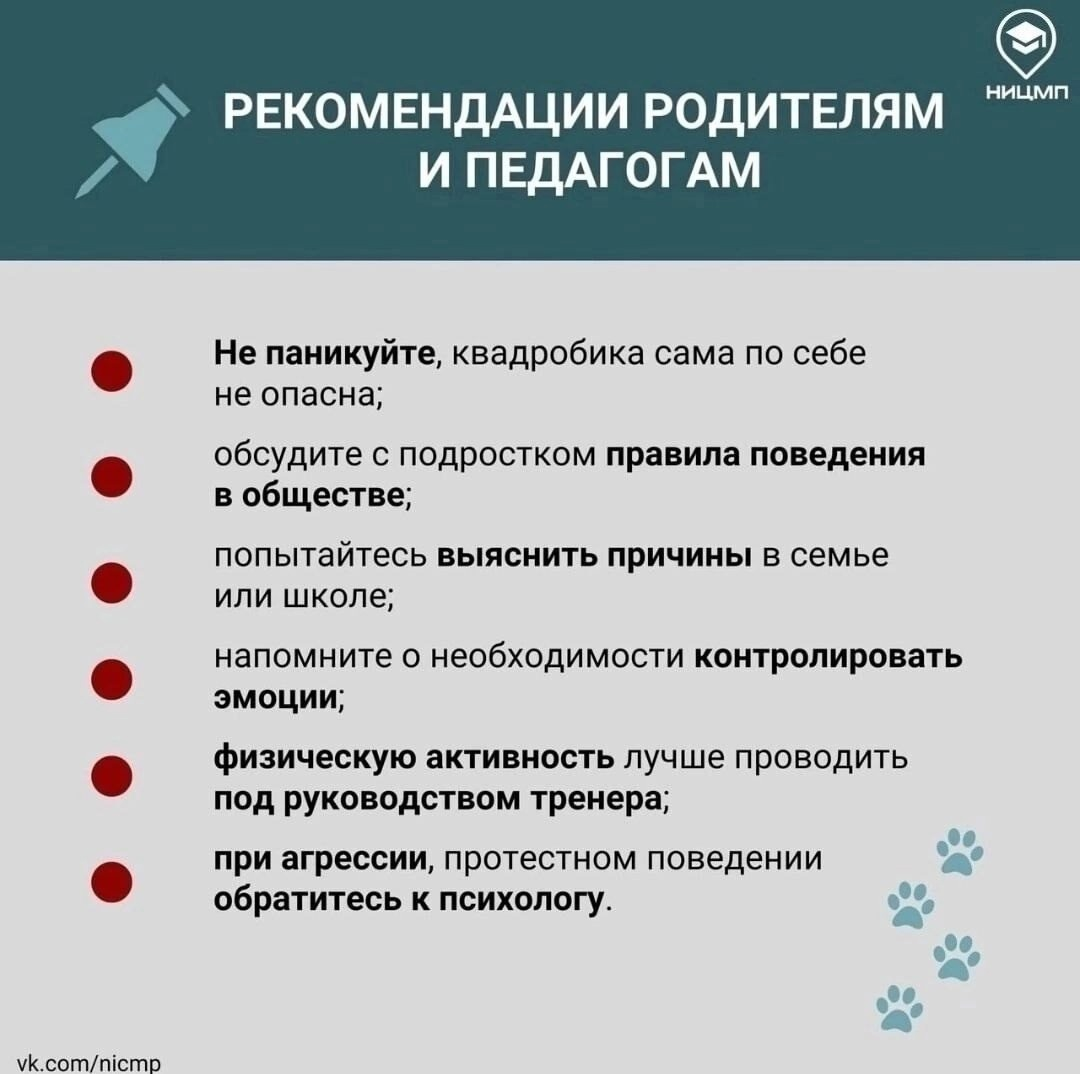 НИЦМП
РЕКОМЕНДАЦИИ РОДИТЕЛЯМ
И ПЕДАГОГАМ
Не паникуйте, квадробика сама по себе
не опасна;
обсудите с подростком правила поведения
в обществе;
попытайтесь выяснить причины в семье
или школе;
напомните о необходимости контролировать
эмоции;
физическую активность лучше проводить
под руководством тренера;
при агрессии, протестном поведении
обратитесь к психологу.
vk.com/nicmp